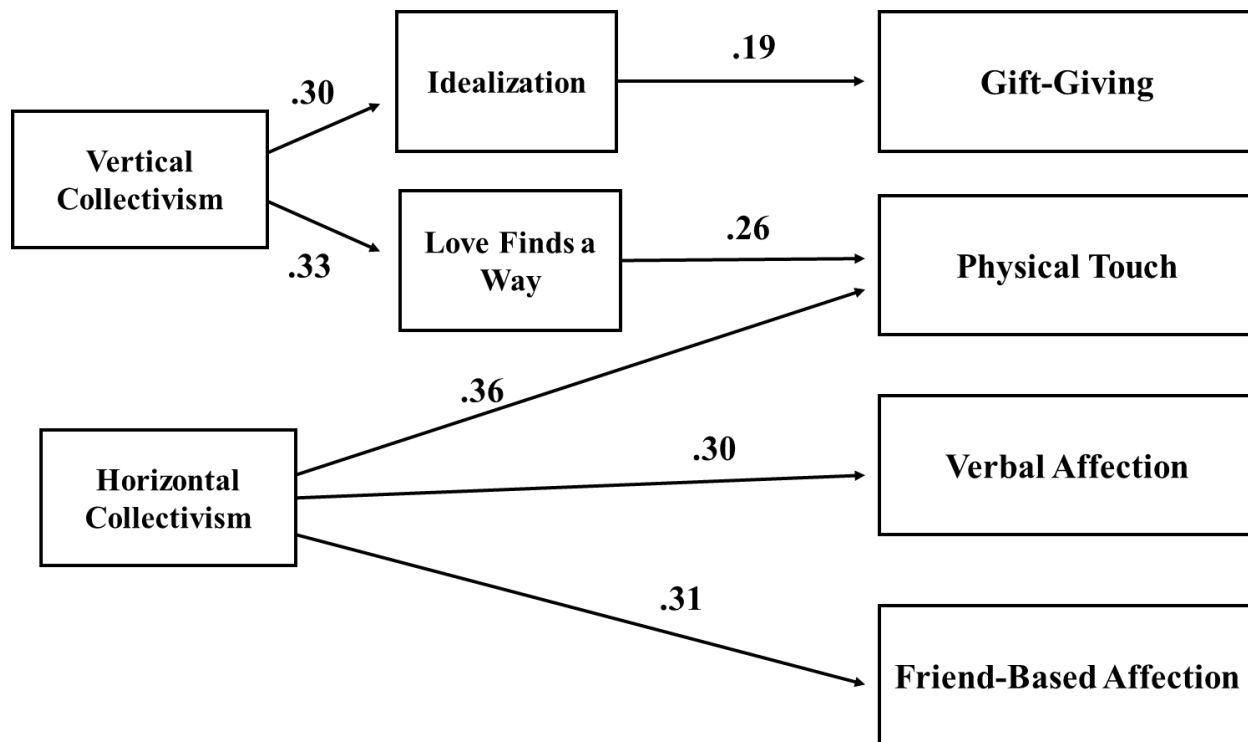 .30
Idealization
.19
Gift-Giving
Vertical
Collectivism
.33
Love Finds a
Way
.26
Physical Touch
.36
Horizontal
Collectivism
.30
Verbal Affection
.31
Friend-Based Affection